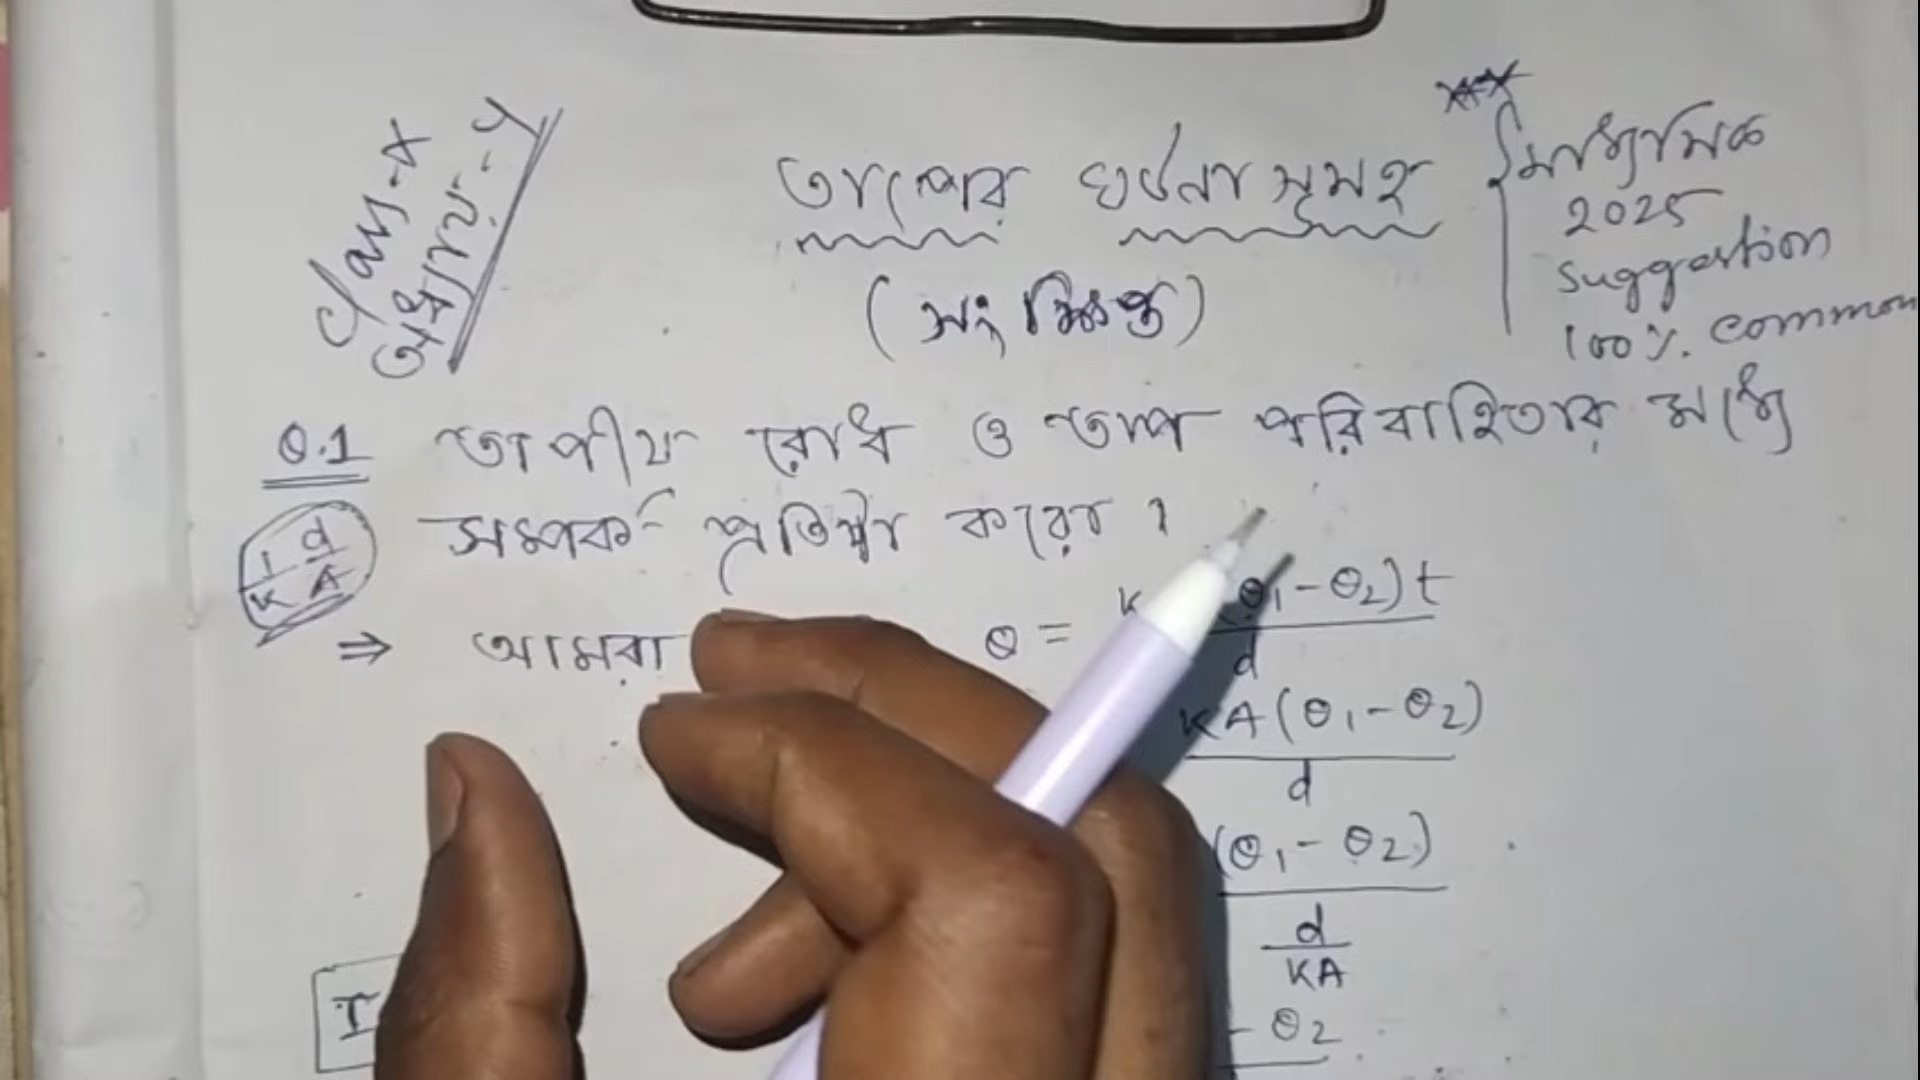 Class-X
অধ্যায়-4
তাপের ঘটনাসমূহ
(সংক্ষিপ্ত)
মাধ্যমিক
2025
Suggestion
100%. Common
Q.1 তাপীয় রোধ ও তাপ পরিবাহিতার মধ্যে
সম্পর্ক প্রতিষ্ঠা করো।
1/K d/A
⇒ আমরা
Q = K (θ1-θ2)t
d
KA(θ1-θ2)
d
(θ1-θ2)
d
KA
- θ2
I